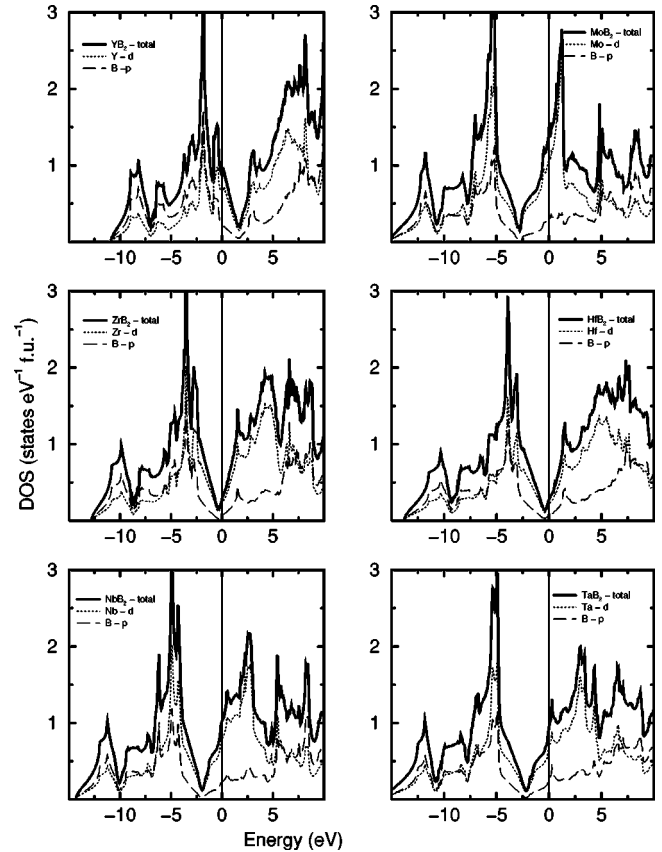 3
YB₂ – total
Y – d
B – p
2
1
−10 −5 0 5
3
MoB₂ – total
Mo – d
B – p
2
1
−10 −5 0 5
3
ZrB₂ – total
Zr – d
B – p
2
1
−10 −5 0 5
3
HfB₂ – total
Hf – d
B – p
2
1
−10 −5 0 5
DOS (states eV⁻¹ f.u.⁻¹)
3
NbB₂ – total
Nb – d
B – p
2
1
−10 −5 0 5
3
TaB₂ – total
Ta – d
B – p
2
1
−10 −5 0 5
Energy (eV)